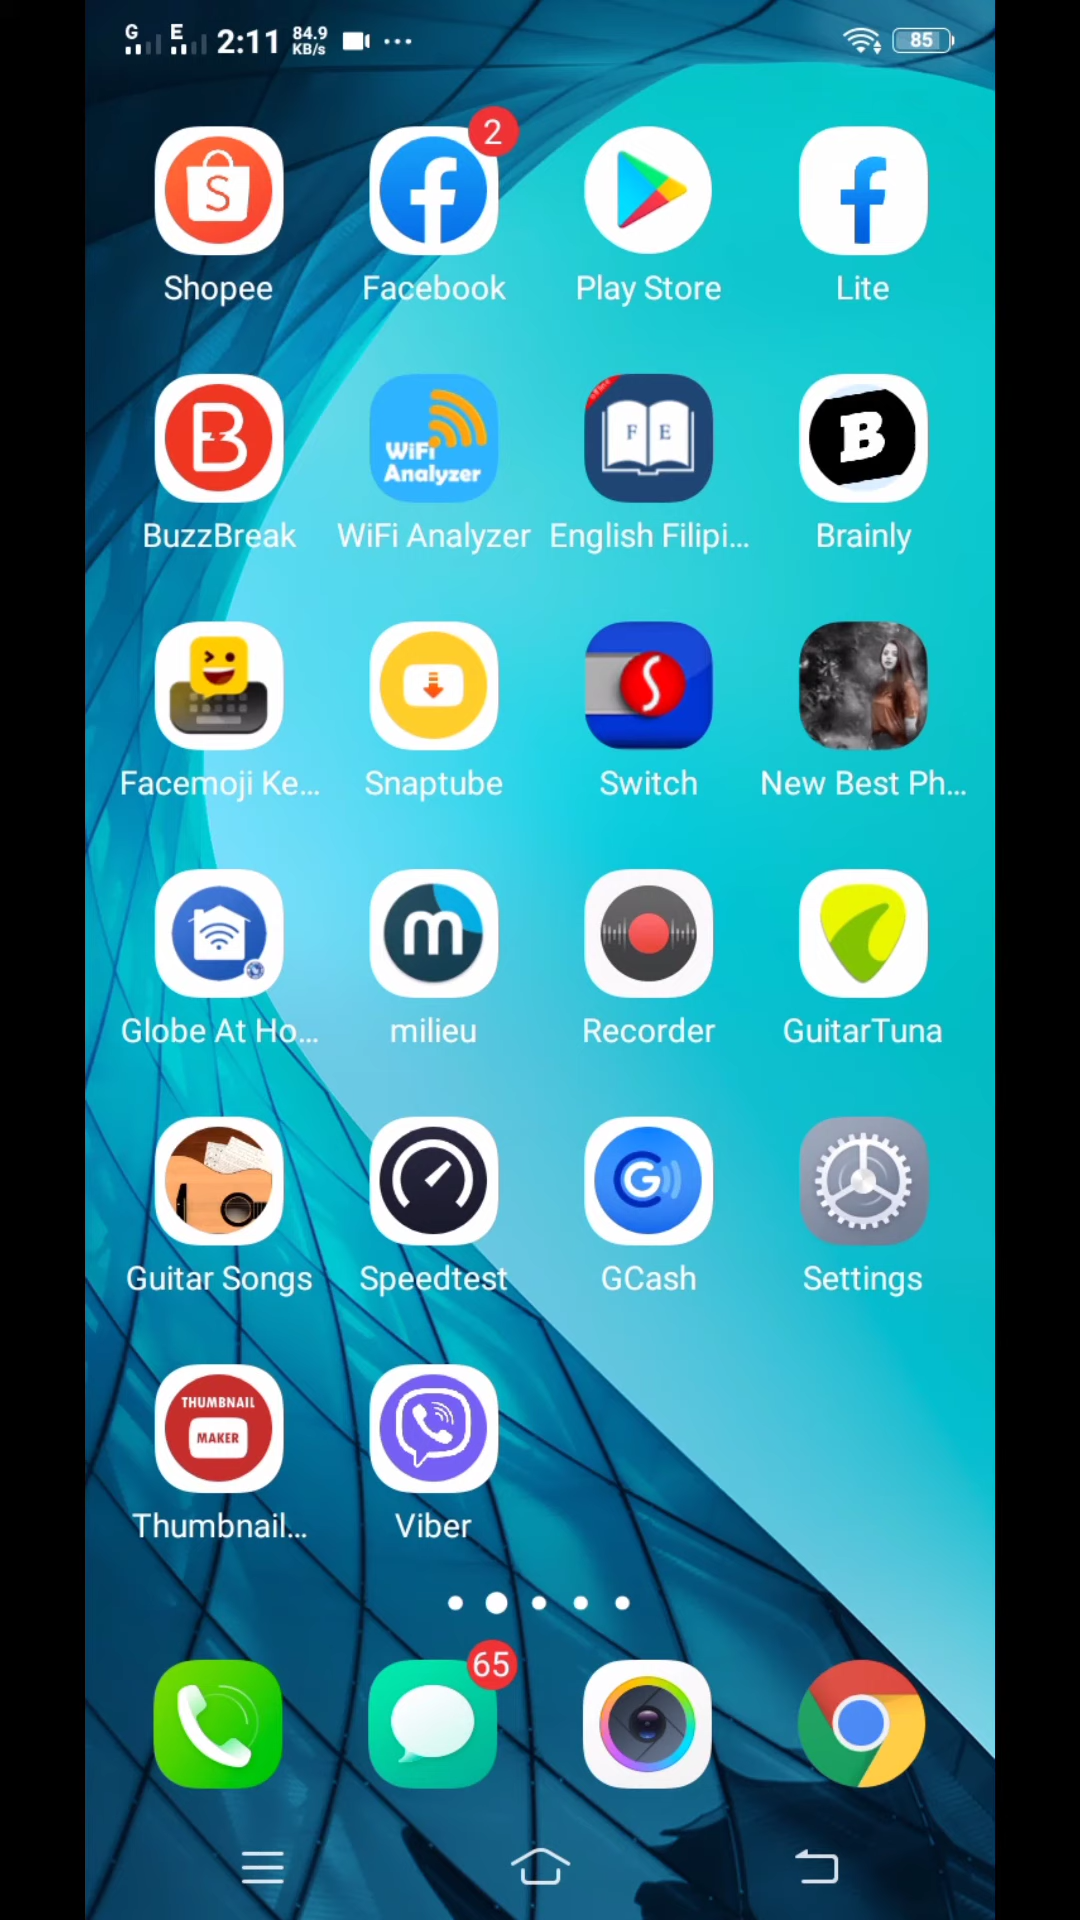 G E 2:11 84.9 KB/s ... 85
2
Shopee Facebook Play Store Lite
WiFi Analyzer F E B
BuzzBreak WiFi Analyzer English Filipi... Brainly
Facemoji Ke... Snaptube Switch New Best Ph...
m
Globe At Ho... milieu Recorder GuitarTuna
G
Guitar Songs Speedtest GCash Settings
THUMBNAIL
MAKER
Thumbnail... Viber
65